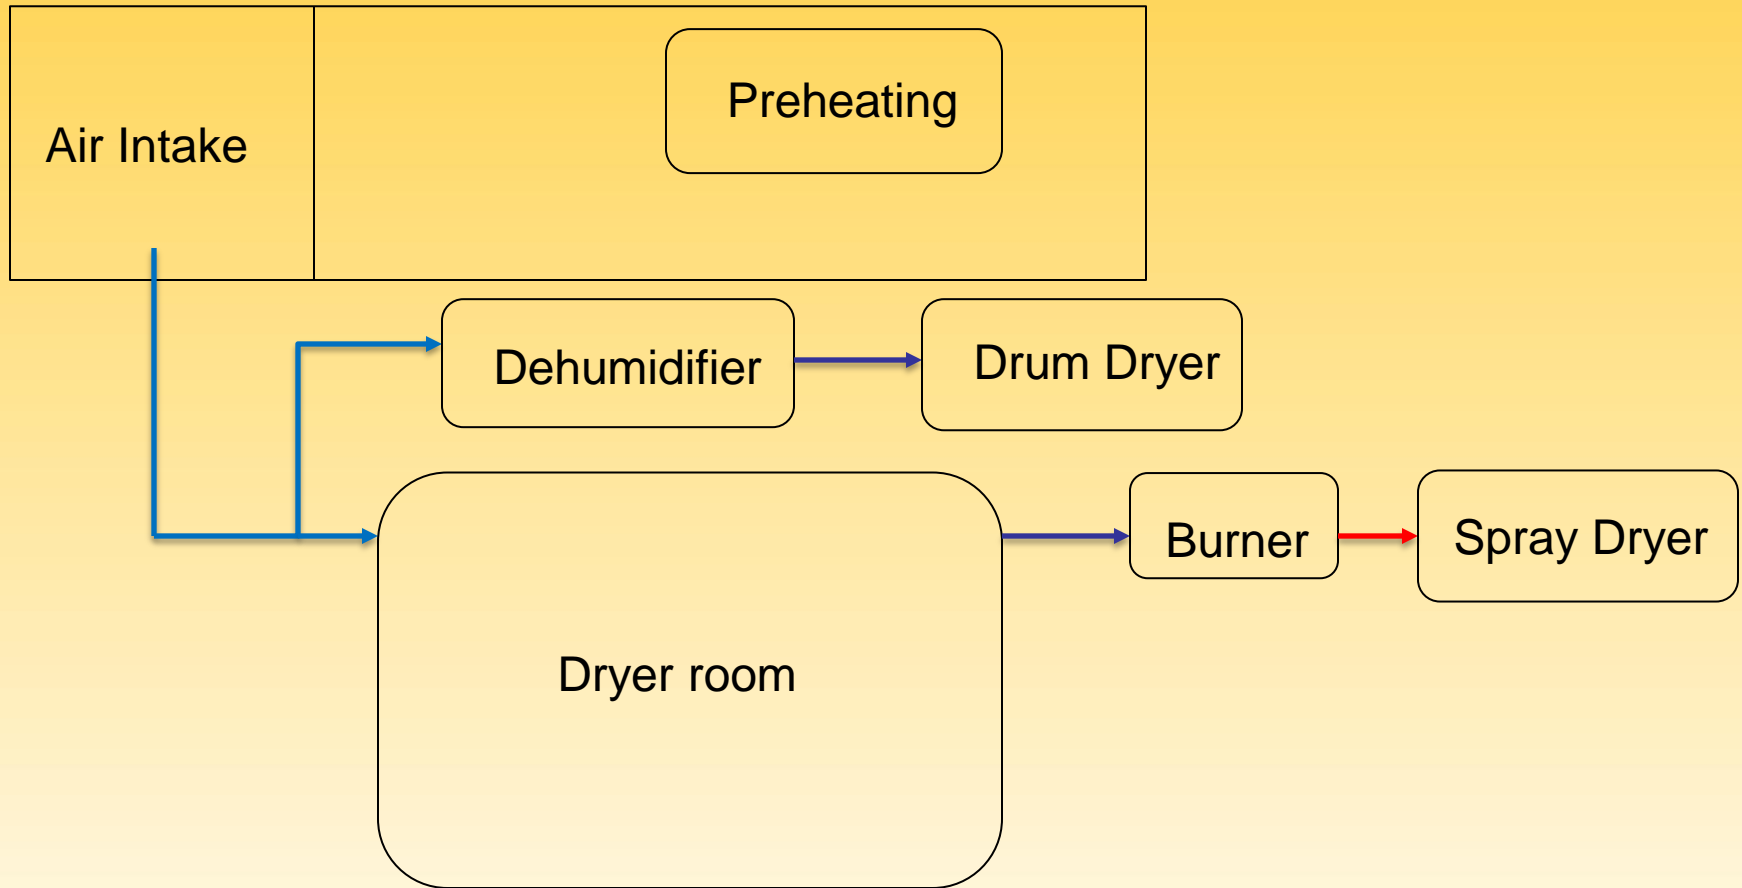 Preheating
Air Intake
Dehumidifier
Drum Dryer
Burner
Spray Dryer
Dryer room